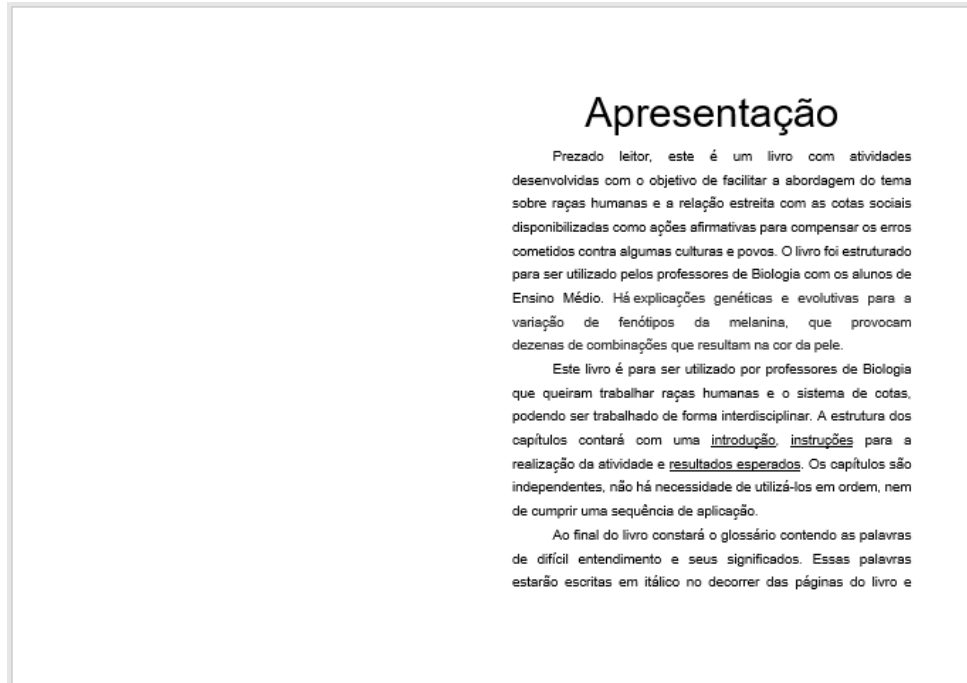 Apresentação
Prezado leitor, este é um livro com atividades
desenvolvidas com o objetivo de facilitar a abordagem do tema
sobre raças humanas e a relação estreita com as cotas sociais
disponibilizadas como ações afirmativas para compensar os erros
cometidos contra algumas culturas e povos. O livro foi estruturado
para ser utilizado pelos professores de Biologia com os alunos de
Ensino Médio. Há explicações genéticas e evolutivas para a
variação de fenótipos da melanina, que provocam
dezenas de combinações que resultam na cor da pele.
Este livro é para ser utilizado por professores de Biologia
que queiram trabalhar raças humanas e o sistema de cotas,
podendo ser trabalhado de forma interdisciplinar. A estrutura dos
capítulos contará com uma introdução, instruções para a
realização da atividade e resultados esperados. Os capítulos são
independentes, não há necessidade de utilizá-los em ordem, nem
de cumprir uma sequência de aplicação.
Ao final do livro constará o glossário contendo as palavras
de difícil entendimento e seus significados. Essas palavras
estarão escritas em itálico no decorrer das páginas do livro e